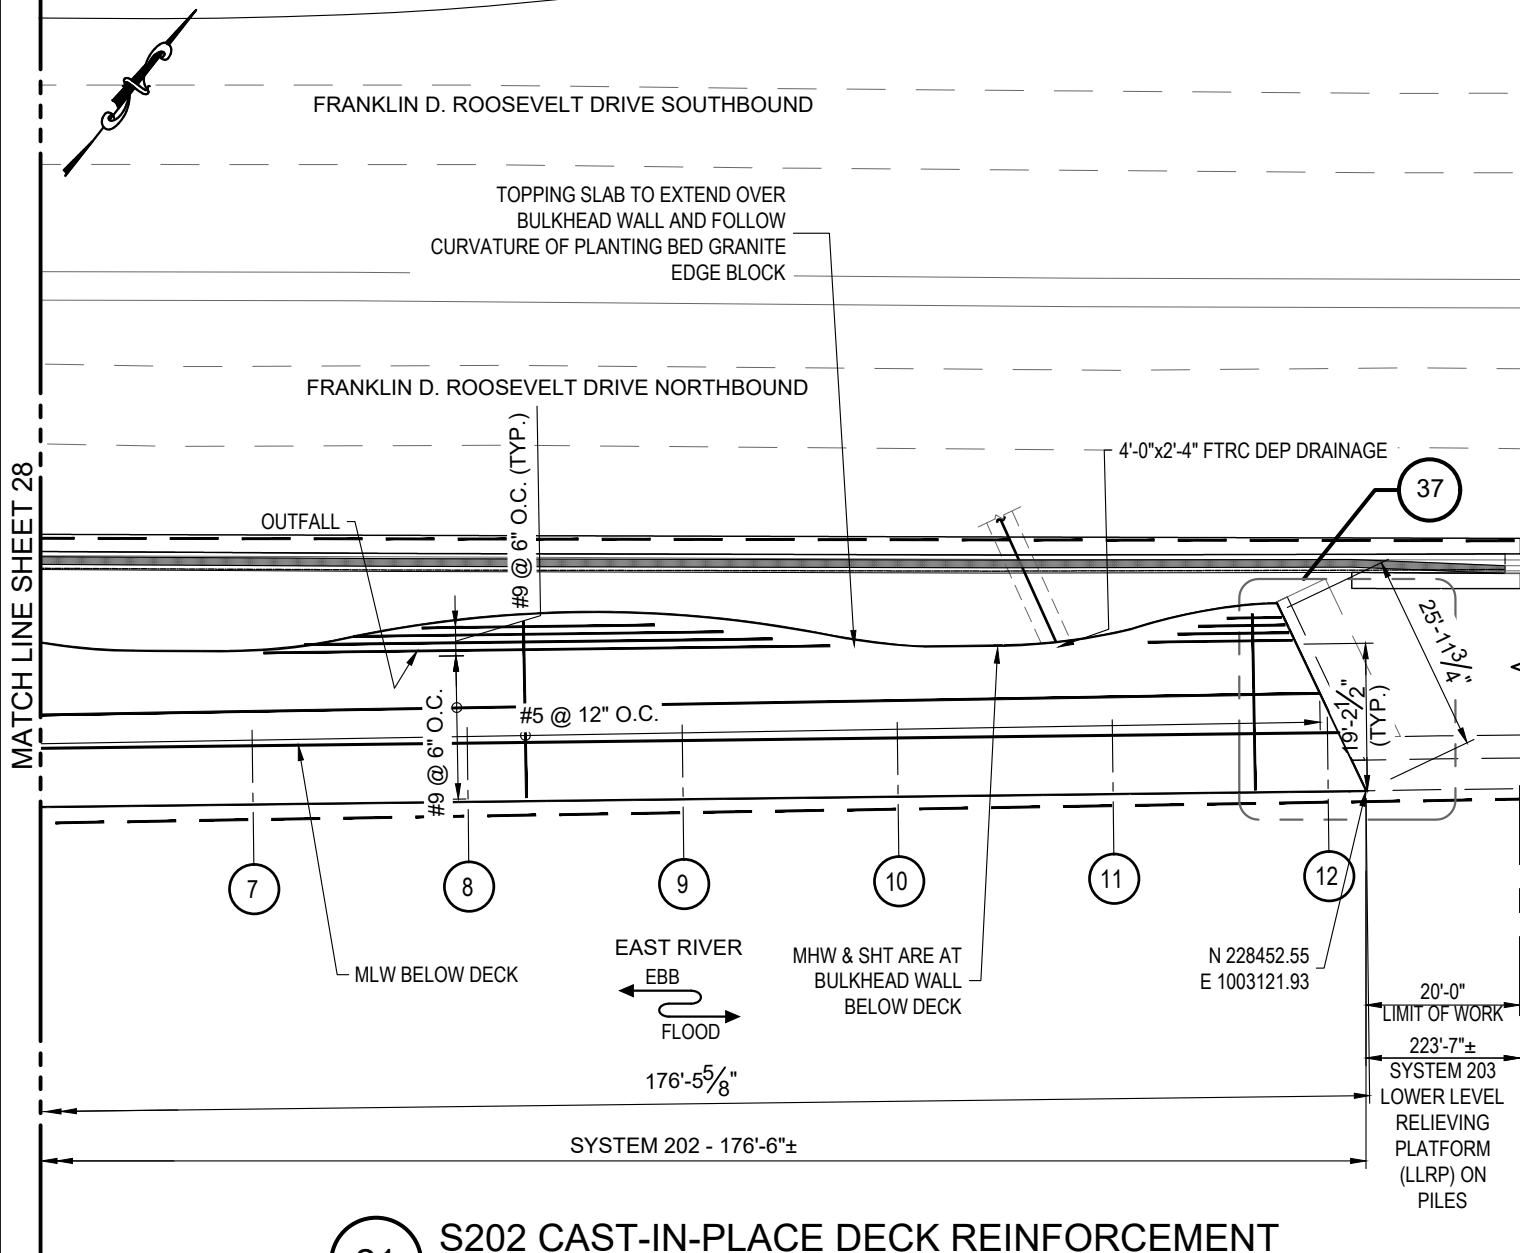 FRANKLIN D. ROOSEVELT DRIVE SOUTHBOUND
TOPPING SLAB TO EXTEND OVER
BULKHEAD WALL AND FOLLOW
CURVATURE OF PLANTING BED GRANITE
EDGE BLOCK
FRANKLIN D. ROOSEVELT DRIVE NORTHBOUND
#9 @ 6" O.C. (TYP.)
4'-0"x2'-4" FTRC DEP DRAINAGE
37
MATCH LINE SHEET 28
OUTFALL
25'-11 3/4"
19'-2 1/2"
(TYP.)
#9 @ 6" O.C.
#5 @ 12" O.C.
7
8
9
10
11
12
MLW BELOW DECK
EAST RIVER
EBB
FLOOD
MHW & SHT ARE AT
BULKHEAD WALL
BELOW DECK
N 228452.55
E 1003121.93
20'-0"
LIMIT OF WORK
223'-7"±
SYSTEM 203
LOWER LEVEL
RELIEVING
PLATFORM
(LLRP) ON
PILES
176'-5 5/8"
SYSTEM 202 - 176'-6"±
S202 CAST-IN-PLACE DECK REINFORCEMENT